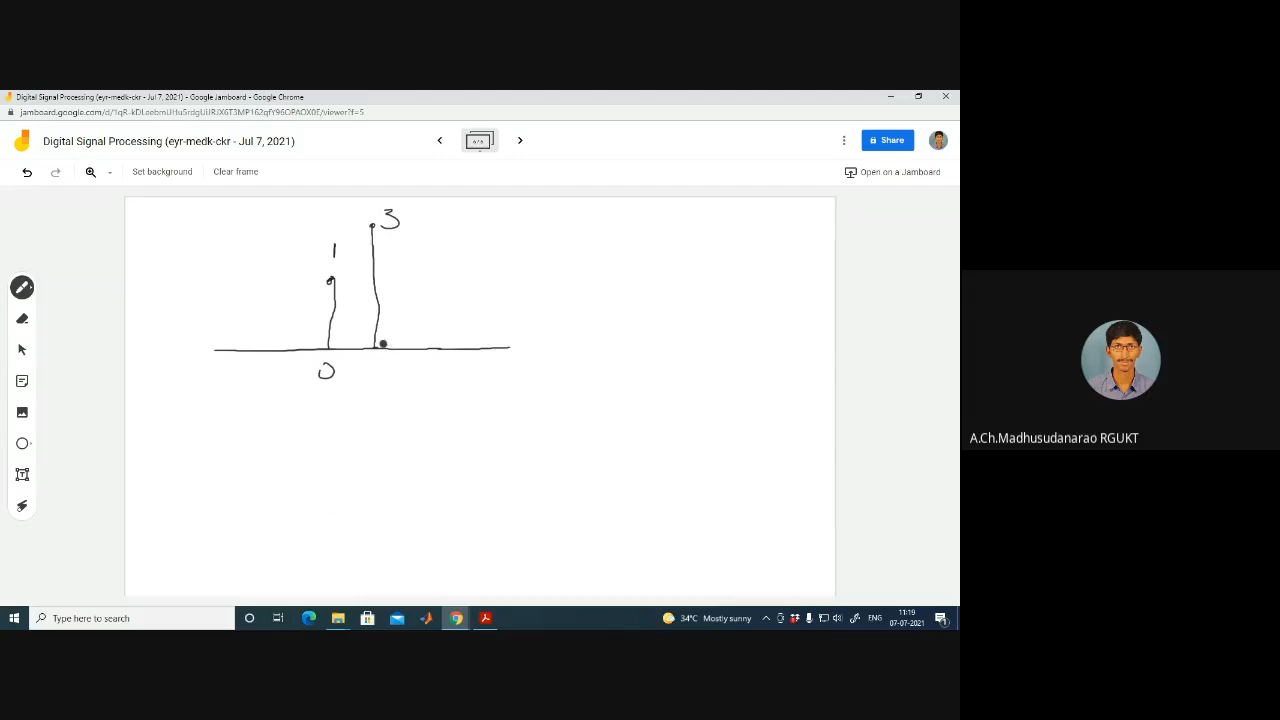 Digital Signal Processing (eyr-medk-ckr - Jul 7, 2021) - Google Jamboard - Google Chrome
Digital Signal Processing (eyr-medk-ckr - Jul 7, 2021)
6 / 6
Share
Set background
Clear frame
Open on a Jamboard
3
1
0
A.Ch.Madhusudanarao RGUKT
Type here to search
34°C Mostly sunny
ENG
11:19
07-07-2021